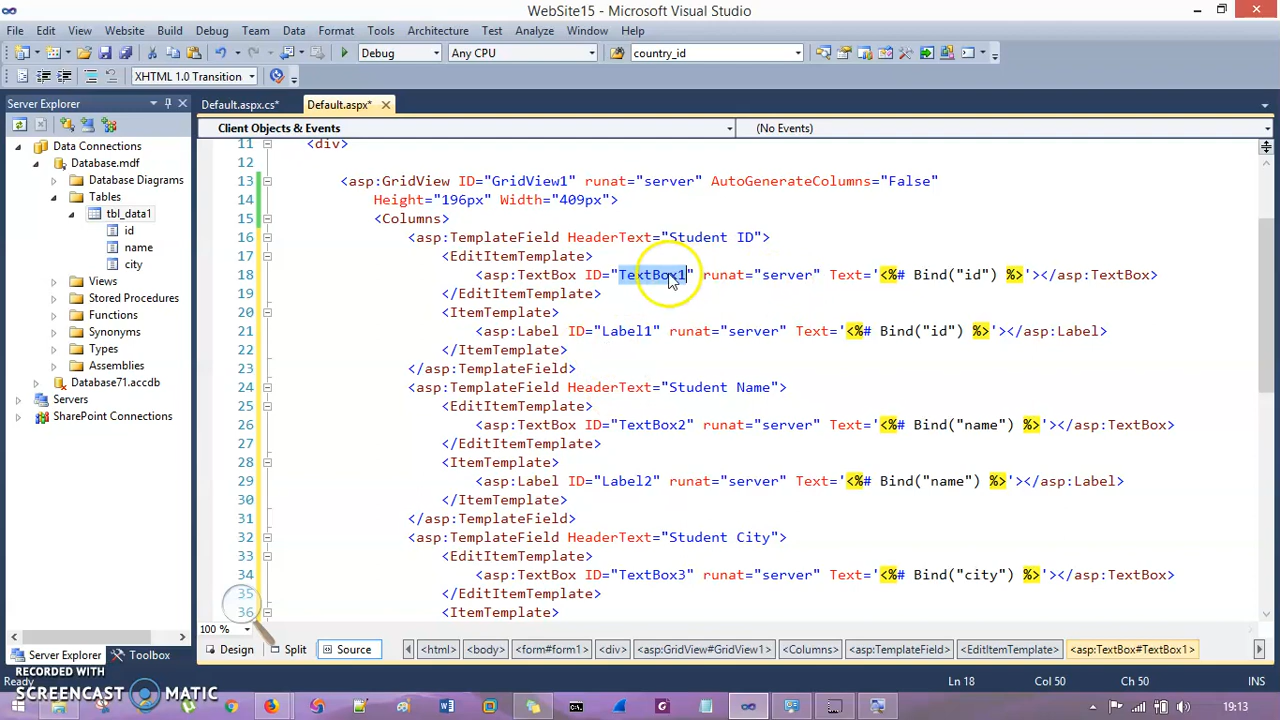 WebSite15 - Microsoft Visual Studio
File Edit View Website Build Debug Team Data Format Tools Architecture Test Analyze Window Help
Debug Any CPU country_id
XHTML 1.0 Transition
Server Explorer
Default.aspx.cs* Default.aspx*
Client Objects & Events (No Events)
Data Connections
Database.mdf
Database Diagrams
Tables
tbl_data1
id
name
city
Views
Stored Procedures
Functions
Synonyms
Types
Assemblies
Database71.accdb
Servers
SharePoint Connections
11 <div>
12
13 <asp:GridView ID="GridView1" runat="server" AutoGenerateColumns="False"
14 Height="196px" Width="409px">
15 <Columns>
16 <asp:TemplateField HeaderText="Student ID">
17 <EditItemTemplate>
18 <asp:TextBox ID="TextBox1" runat="server" Text='<%# Bind("id") %>'></asp:TextBox>
19 </EditItemTemplate>
20 <ItemTemplate>
21 <asp:Label ID="Label1" runat="server" Text='<%# Bind("id") %>'></asp:Label>
22 </ItemTemplate>
23 </asp:TemplateField>
24 <asp:TemplateField HeaderText="Student Name">
25 <EditItemTemplate>
26 <asp:TextBox ID="TextBox2" runat="server" Text='<%# Bind("name") %>'></asp:TextBox>
27 </EditItemTemplate>
28 <ItemTemplate>
29 <asp:Label ID="Label2" runat="server" Text='<%# Bind("name") %>'></asp:Label>
30 </ItemTemplate>
31 </asp:TemplateField>
32 <asp:TemplateField HeaderText="Student City">
33 <EditItemTemplate>
34 <asp:TextBox ID="TextBox3" runat="server" Text='<%# Bind("city") %>'></asp:TextBox>
35 </EditItemTemplate>
36 <ItemTemplate>
100 %
Design Split Source <html> <body> <form#form1> <div> <asp:GridView#GridView1> <Columns> <asp:TemplateField> <EditItemTemplate> <asp:TextBox#TextBox1>
Server Explorer Toolbox
Ln 18 Col 50 Ch 50 INS
RECORDED WITH
SCREENCAST MATIC
19:13